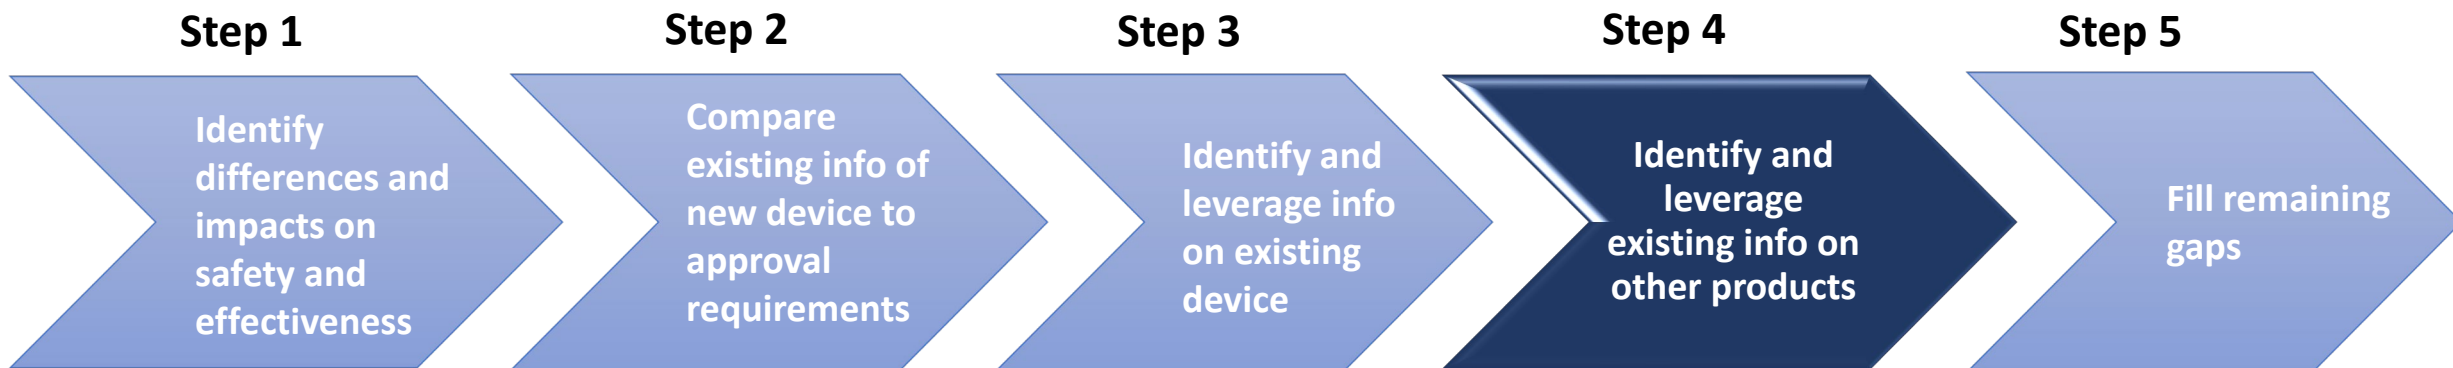 Step 1
Identify
differences and
impacts on
safety and
effectiveness
Step 2
Compare
existing info of
new device to
approval
requirements
Step 3
Identify and
leverage info
on existing
device
Step 4
Identify and
leverage
existing info on
other products
Step 5
Fill remaining
gaps